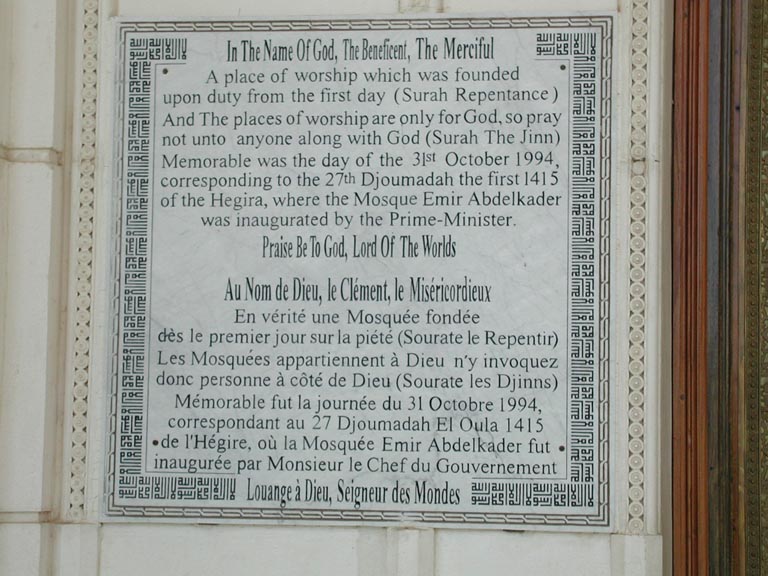 In The Name Of God, The Beneficent, The Merciful
A place of worship which was founded
upon duty from the first day (Surah Repentance)
And The places of worship are only for God, so pray
not unto anyone along with God (Surah The Jinn)
Memorable was the day of the 31st October 1994,
corresponding to the 27th Djoumadah the first 1415
of the Hegira, where the Mosque Emir Abdelkader
was inaugurated by the Prime-Minister.
Praise Be To God, Lord Of The Worlds
Au Nom de Dieu, le Clément, le Miséricordieux
En vérité une Mosquée fondée
dès le premier jour sur la piété (Sourate le Repentir)
Les Mosquées appartiennent à Dieu n'y invoquez
donc personne à côté de Dieu (Sourate les Djinns)
Mémorable fut la journée du 31 Octobre 1994,
correspondant au 27 Djoumadah El Oula 1415
de l'Hégire, où la Mosquée Emir Abdelkader fut
inaugurée par Monsieur le Chef du Gouvernement
Louange à Dieu, Seigneur des Mondes